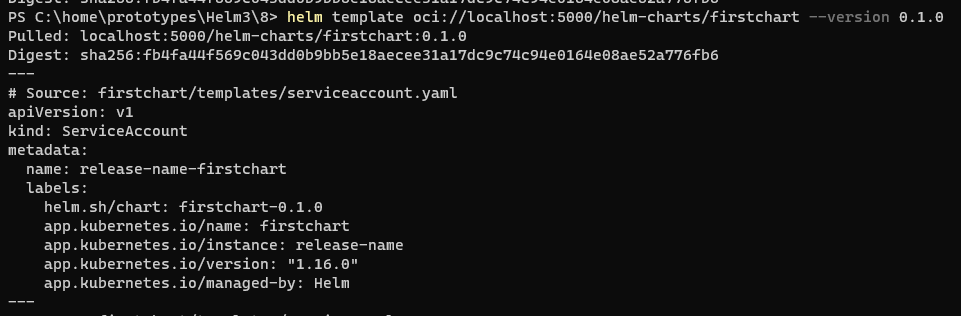 PS C:\home\prototypes\Helm3\8> helm template oci://localhost:5000/helm-charts/firstchart --version 0.1.0
Pulled: localhost:5000/helm-charts/firstchart:0.1.0
Digest: sha256:fb4fa44f569c043dd0b9bb5e18aecee31a17dc9c74c94e0164e08ae52a776fb6
---
# Source: firstchart/templates/serviceaccount.yaml
apiVersion: v1
kind: ServiceAccount
metadata:
  name: release-name-firstchart
  labels:
    helm.sh/chart: firstchart-0.1.0
    app.kubernetes.io/name: firstchart
    app.kubernetes.io/instance: release-name
    app.kubernetes.io/version: "1.16.0"
    app.kubernetes.io/managed-by: Helm
---